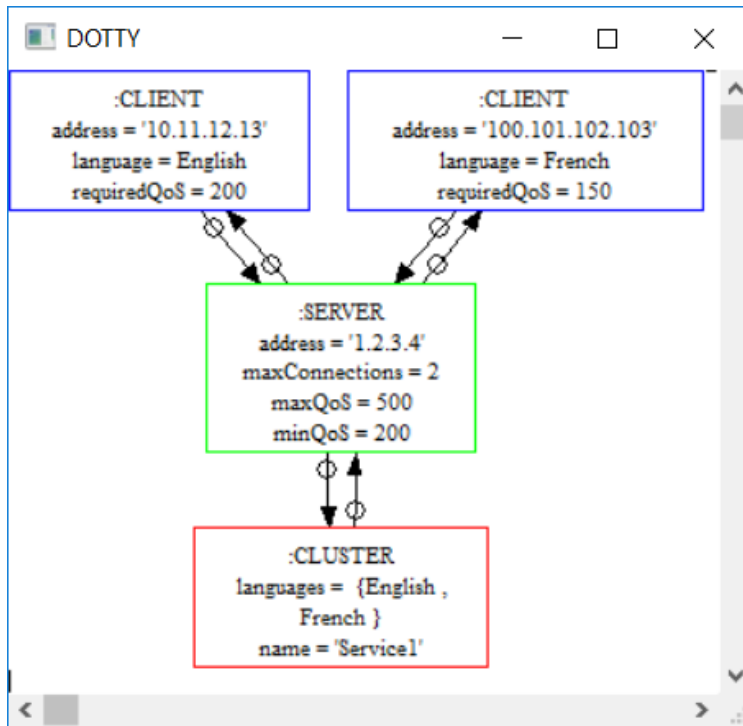 DOTTY
:CLIENT
address = '10.11.12.13'
language = English
requiredQoS = 200
:CLIENT
address = '100.101.102.103'
language = French
requiredQoS = 150
:SERVER
address = '1.2.3.4'
maxConnections = 2
maxQoS = 500
minQoS = 200
:CLUSTER
languages = {English ,
French }
name = 'Service1'